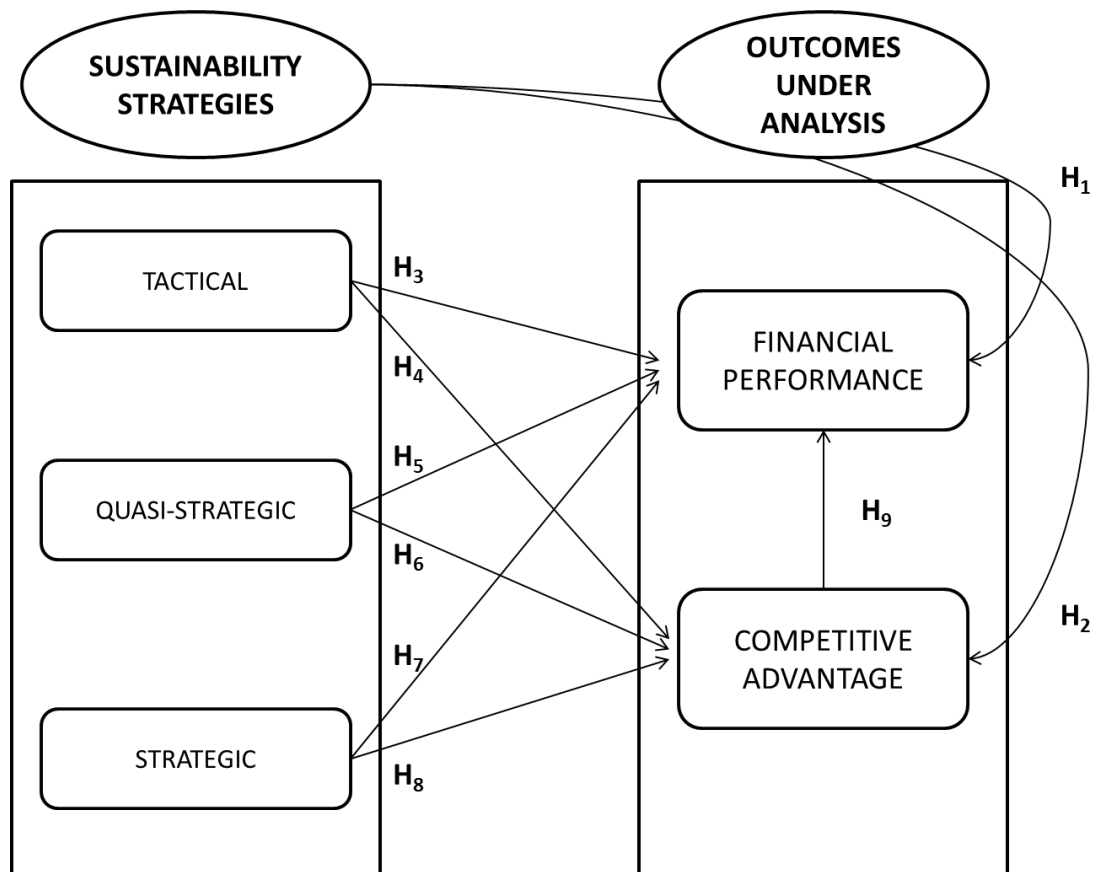 SUSTAINABILITY
STRATEGIES
OUTCOMES
UNDER
ANALYSIS
H₁
TACTICAL
H₃
FINANCIAL
PERFORMANCE
H₄
H₅
QUASI-STRATEGIC
H₉
H₆
COMPETITIVE
ADVANTAGE
H₂
H₇
STRATEGIC
H₈